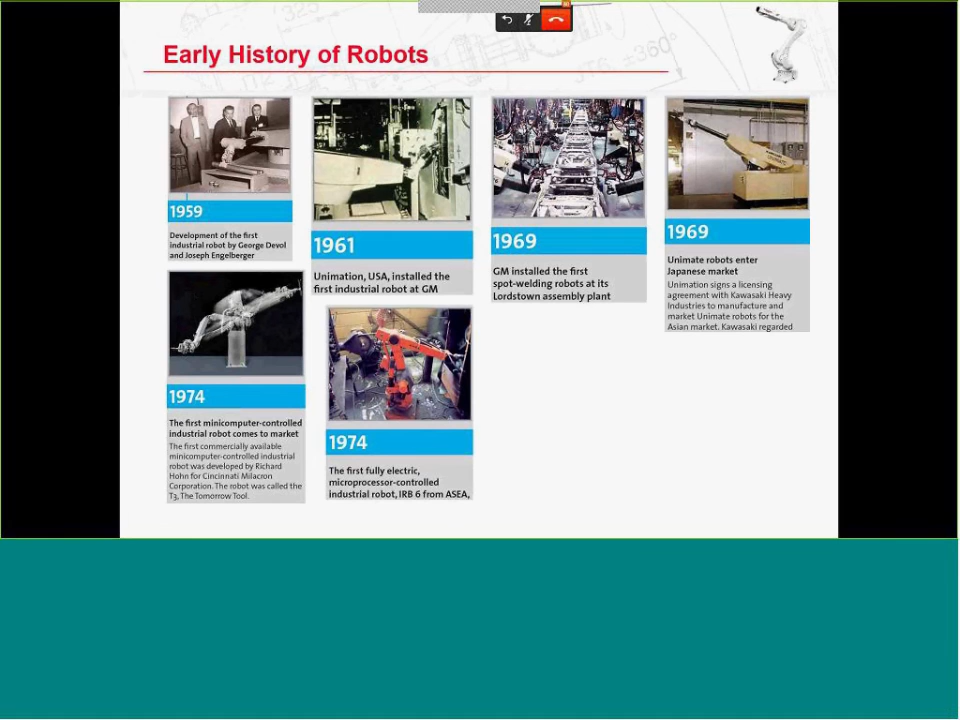 Early History of Robots
1959
Development of the first
industrial robot by George Devol
and Joseph Engelberger
1961
Unimation, USA, installed the
first industrial robot at GM
1969
GM installed the first
spot-welding robots at its
Lordstown assembly plant
1969
Unimate robots enter
Japanese market
Unimation signs a licensing
agreement with Kawasaki Heavy
Industries to manufacture and
market Unimate robots for the
Asian market. Kawasaki regarded
1974
The first minicomputer-controlled
industrial robot comes to market
The first commercially available
minicomputer-controlled industrial
robot was developed by Richard
Hohn for Cincinnati Milacron
Corporation. The robot was called the
T3, The Tomorrow Tool.
1974
The first fully electric,
microprocessor-controlled
industrial robot, IRB 6 from ASEA,
325
JT6 ±360°